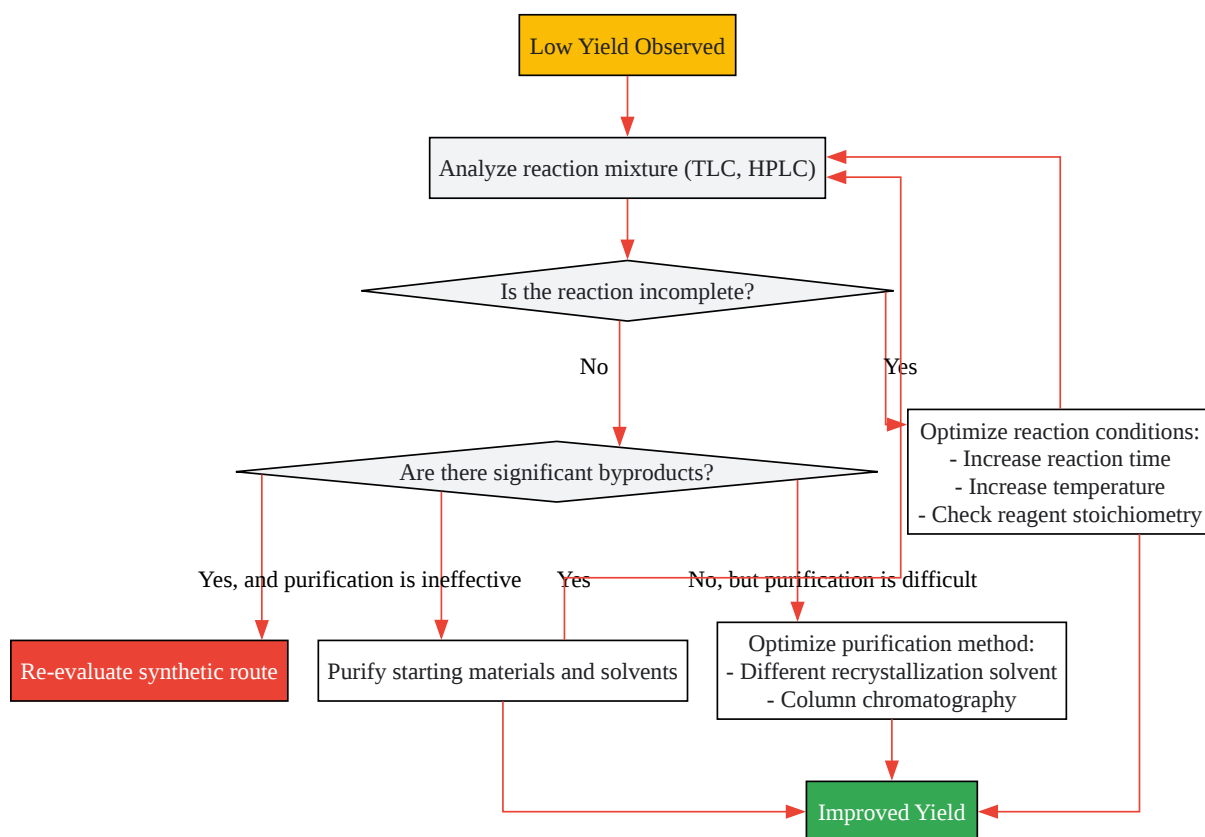 Low Yield Observed
Analyze reaction mixture (TLC, HPLC)
Is the reaction incomplete?
No
Yes
Optimize reaction conditions:
- Increase reaction time
- Increase temperature
- Check reagent stoichiometry
Are there significant byproducts?
Yes, and purification is ineffective
Yes
No, but purification is difficult
Re-evaluate synthetic route
Purify starting materials and solvents
Optimize purification method:
- Different recrystallization solvent
- Column chromatography
Improved Yield